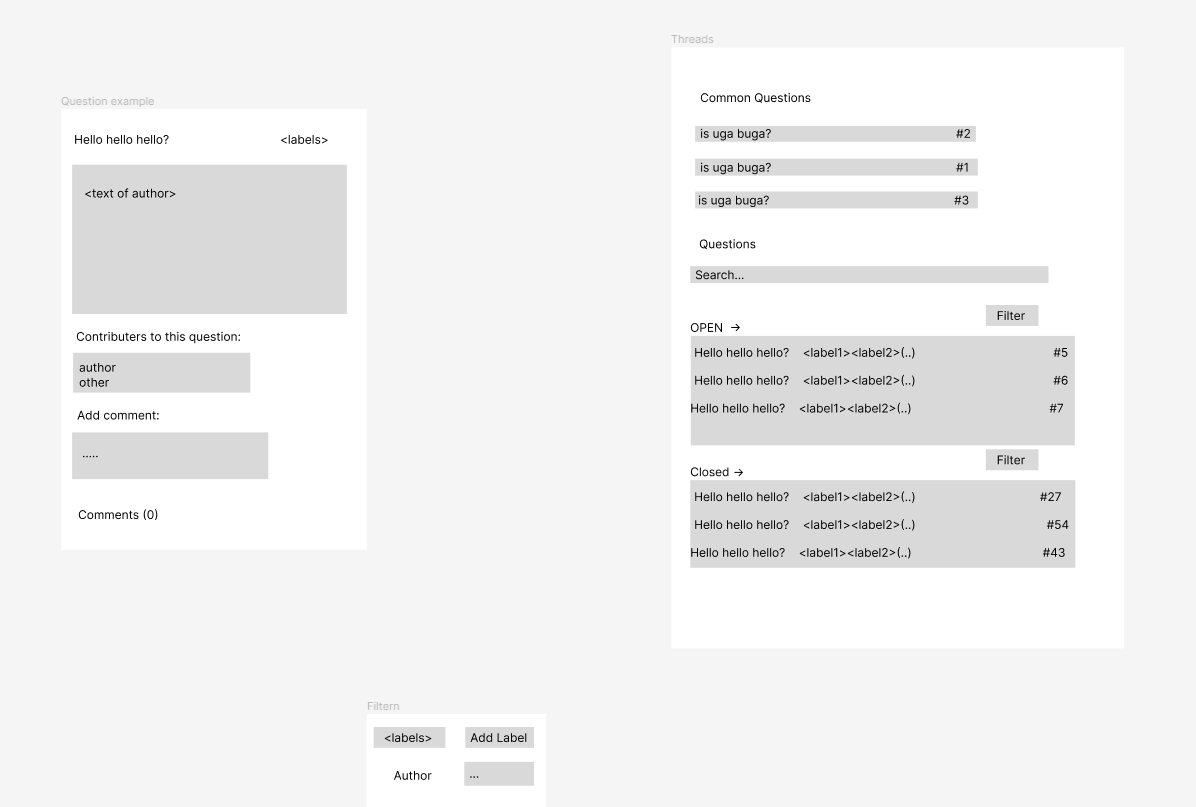 Question example
Hello hello hello? <labels>
<text of author>
Contributers to this question:
author
other
Add comment:
.....
Comments (0)
Threads
Common Questions
is uga buga? #2
is uga buga? #1
is uga buga? #3
Questions
Search...
Filter
OPEN →
Hello hello hello? <label1><label2>(..) #5
Hello hello hello? <label1><label2>(..) #6
Hello hello hello? <label1><label2>(..) #7
Filter
Closed →
Hello hello hello? <label1><label2>(..) #27
Hello hello hello? <label1><label2>(..) #54
Hello hello hello? <label1><label2>(..) #43
Filtern
<labels> Add Label
Author ...